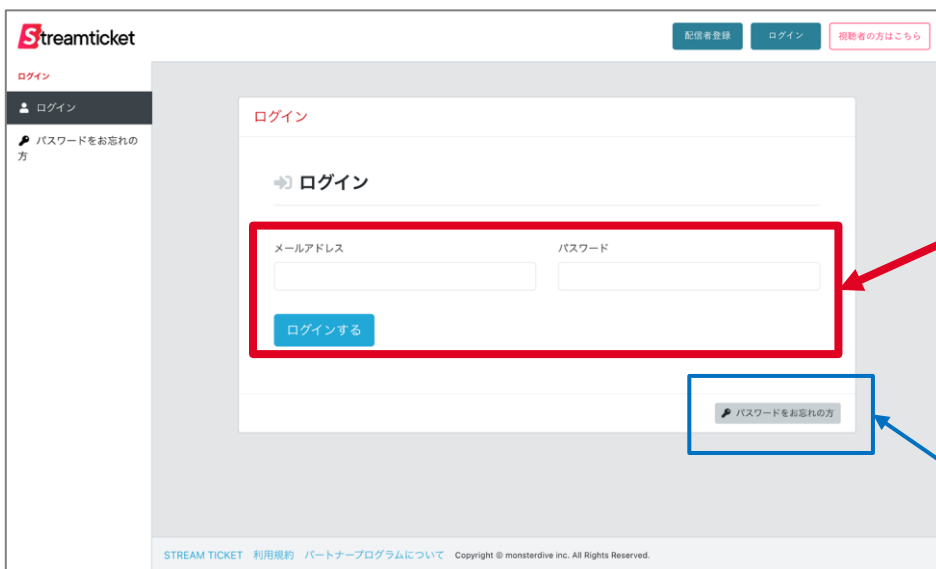 Streamticket
配信者登録
ログイン
視聴者の方はこちら
ログイン
ログイン
パスワードをお忘れの
方
ログイン
ログイン
メールアドレス
パスワード
ログインする
パスワードをお忘れの方
STREAM TICKET 利用規約 パートナープログラムについて Copyright © monsterdive inc. All Rights Reserved.